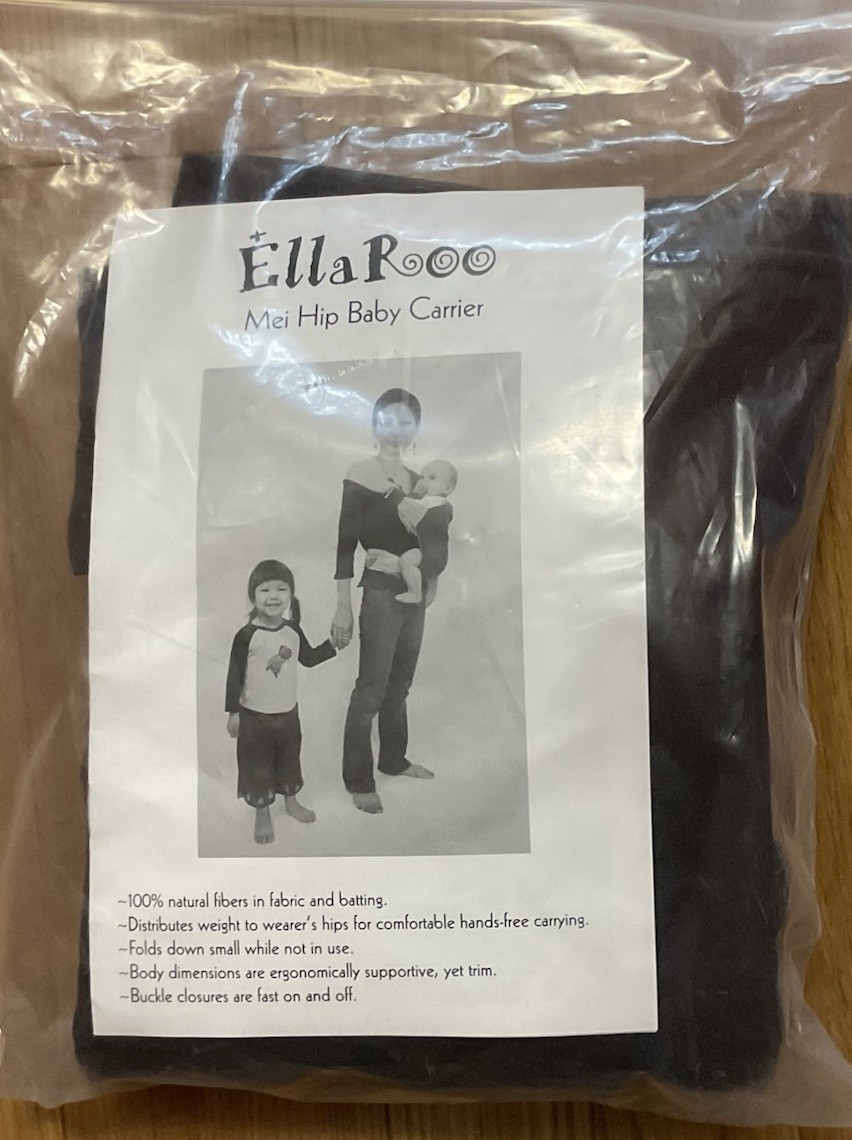 EllaRoo
Mei Hip Baby Carrier
~100% natural fibers in fabric and batting.
~Distributes weight to wearer's hips for comfortable hands-free carrying.
~Folds down small while not in use.
~Body dimensions are ergonomically supportive, yet trim.
~Buckle closures are fast on and off.